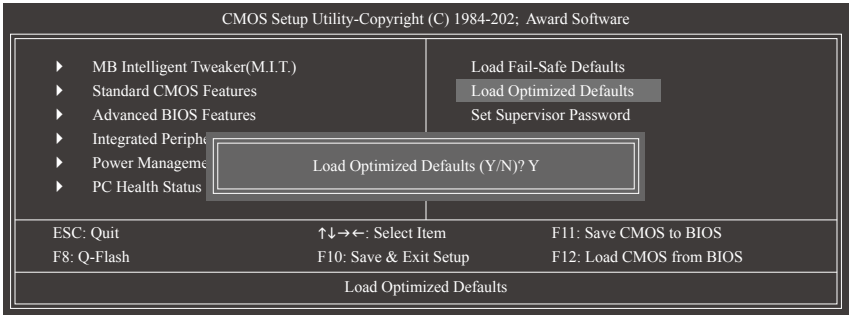 CMOS Setup Utility-Copyright (C) 1984-202; Award Software
MB Intelligent Tweaker(M.I.T.)
Standard CMOS Features
Advanced BIOS Features
Integrated
Power
PC Health Status
Load Fail-Safe Defaults
Load Optimized Defaults
Set Supervisor Password
Load Optimized Defaults (Y/N)? Y
ESC: Quit
↑↓→←: Select Item
F11: Save CMOS to BIOS
F8: Q-Flash
F10: Save & Exit Setup
F12: Load CMOS from BIOS
Load Optimized Defaults